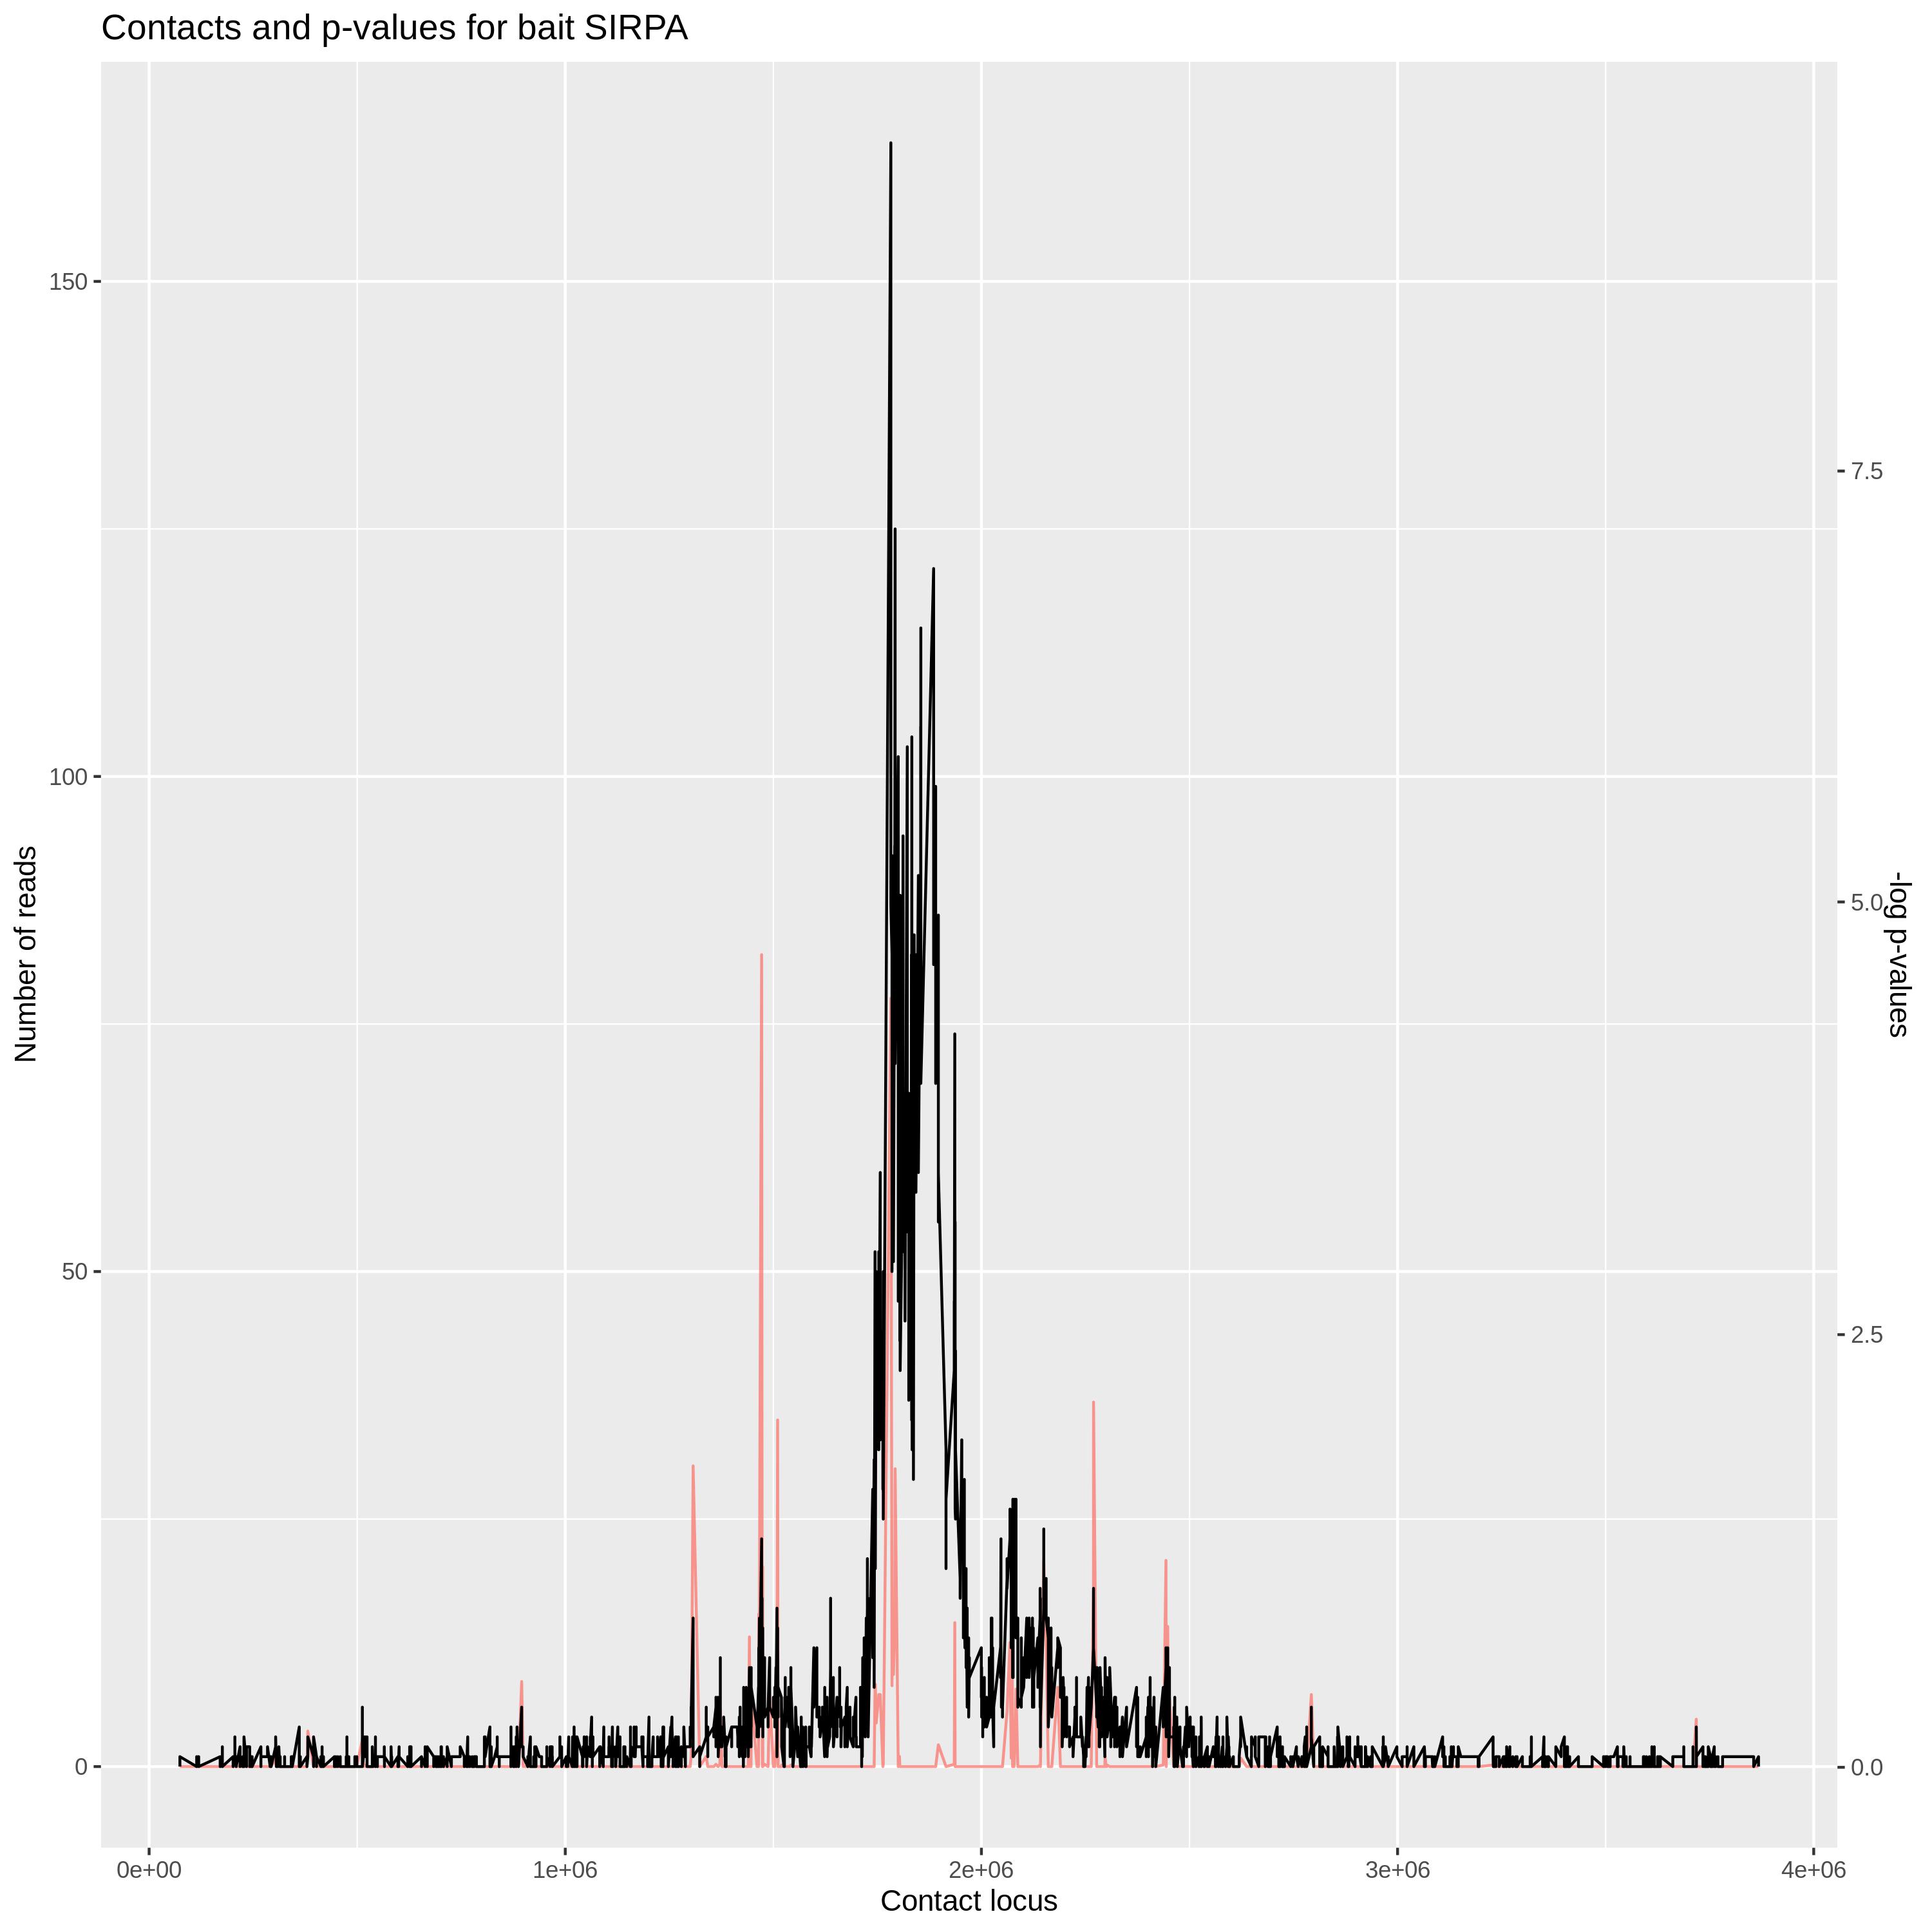 Contacts and p-values for bait SIRPA
150
100
50
0
Number of reads
7.5
5.0
2.5
0.0
-log p-values
0e+00 1e+06 2e+06 3e+06 4e+06
Contact locus